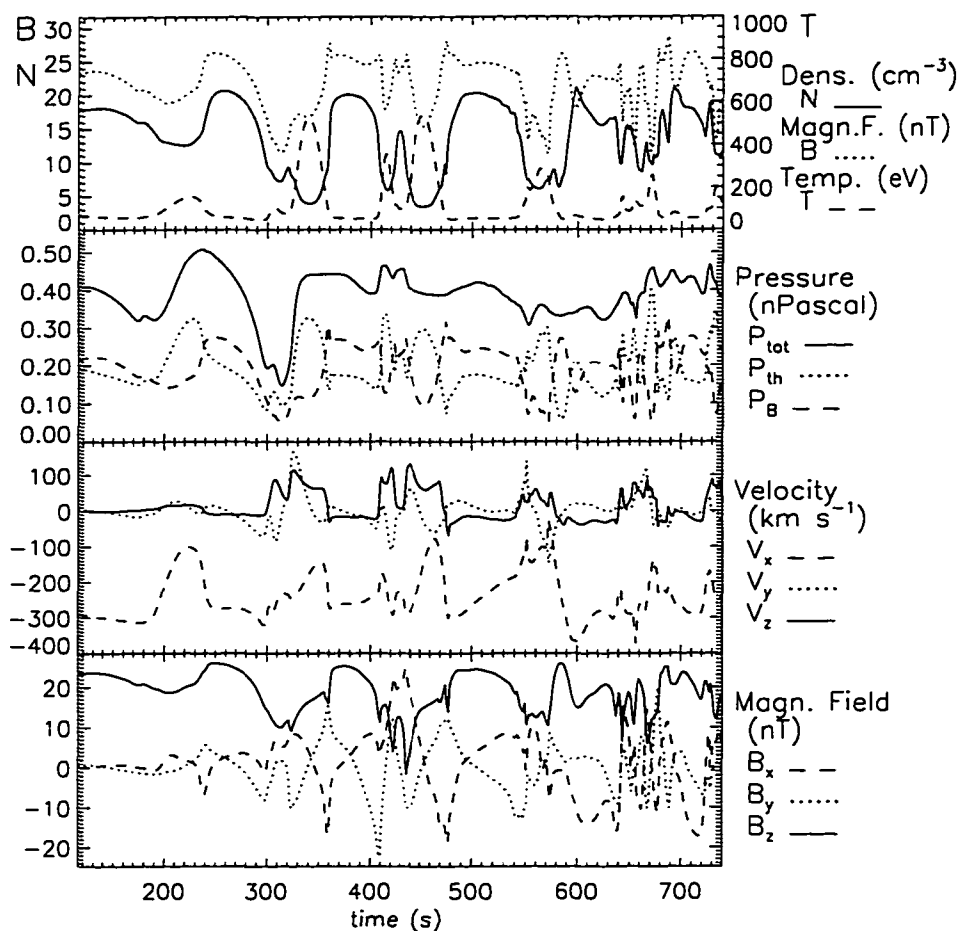 B 30
N
25
20
15
10
5
0
1000 T
800
600
400
200
0
Dens. (cm⁻³)
N
Magn.F. (nT)
B
Temp. (eV)
T
0.50
0.40
0.30
0.20
0.10
0.00
Pressure
(nPascal)
P_tot
P_th
P_B
100
0
-100
-200
-300
-400
Velocity
(km s⁻¹)
V_x
V_y
V_z
20
10
0
-10
-20
Magn. Field
(nT)
B_x
B_y
B_z
200 300 400 500 600 700
time (s)